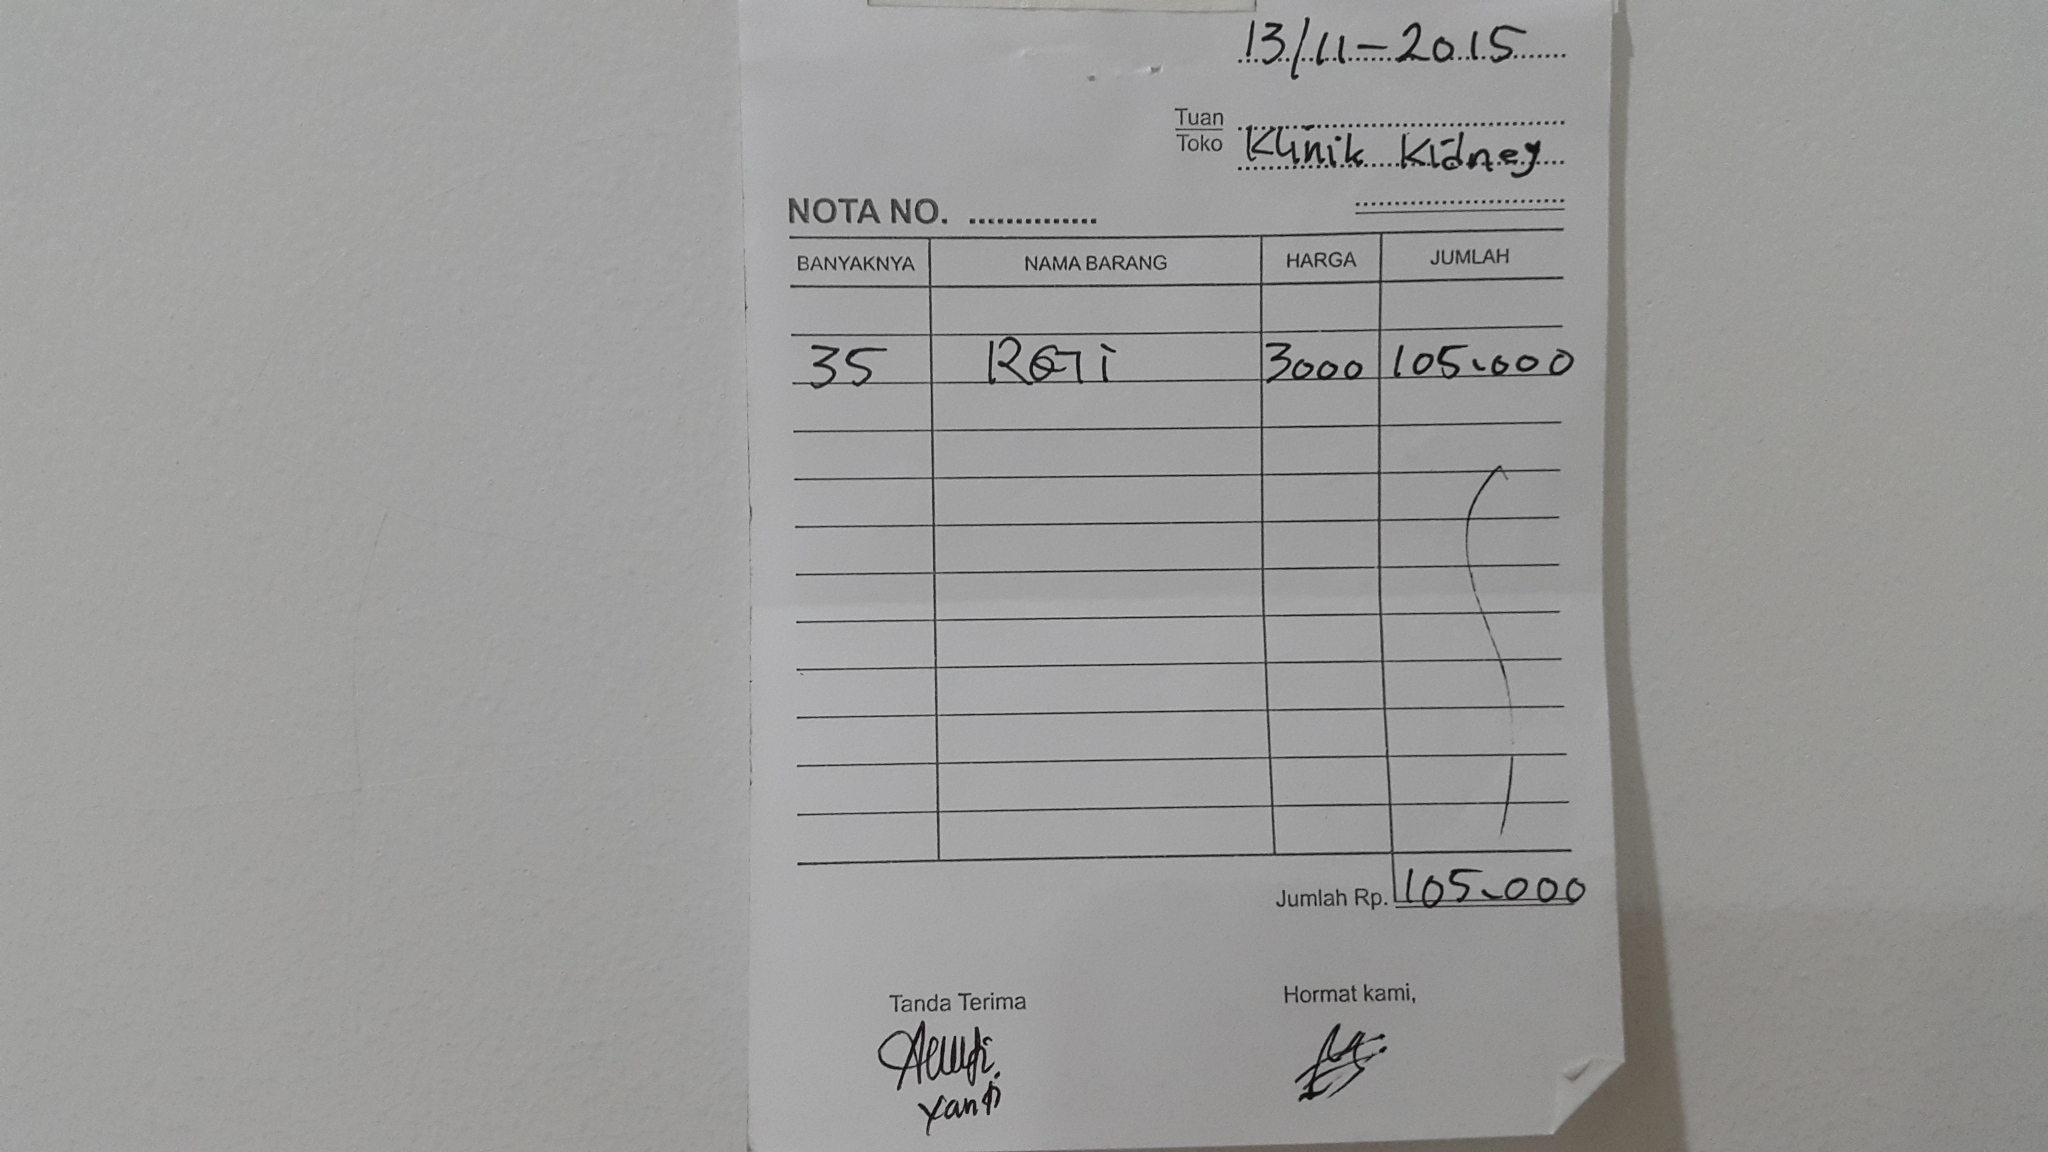 13/11-2015
Tuan
Toko Klinik Kidney
NOTA NO. ..............
BANYAKNYA NAMA BARANG HARGA JUMLAH
35 ROTI 3000 105.000
Jumlah Rp. 105.000
Tanda Terima Hormat kami,
Yanti